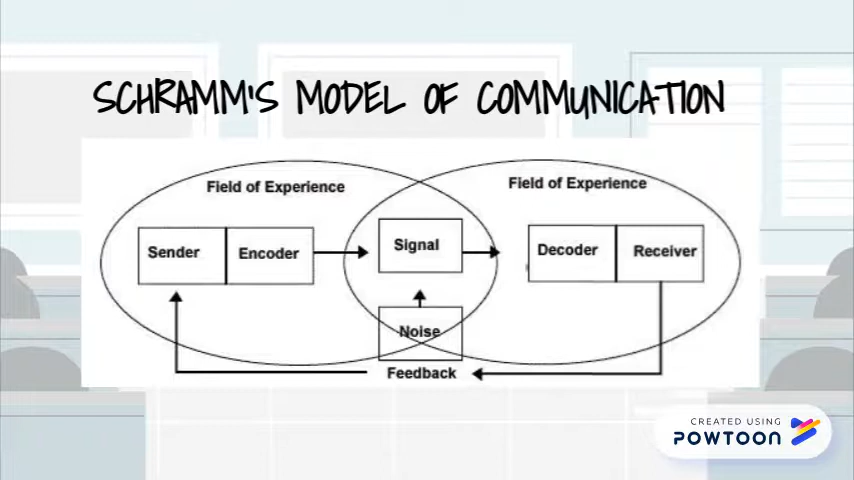 SCHRAMM'S MODEL OF COMMUNICATION
Field of Experience
Field of Experience
Sender
Encoder
Signal
Decoder
Receiver
Noise
Feedback
CREATED USING
POWTOON